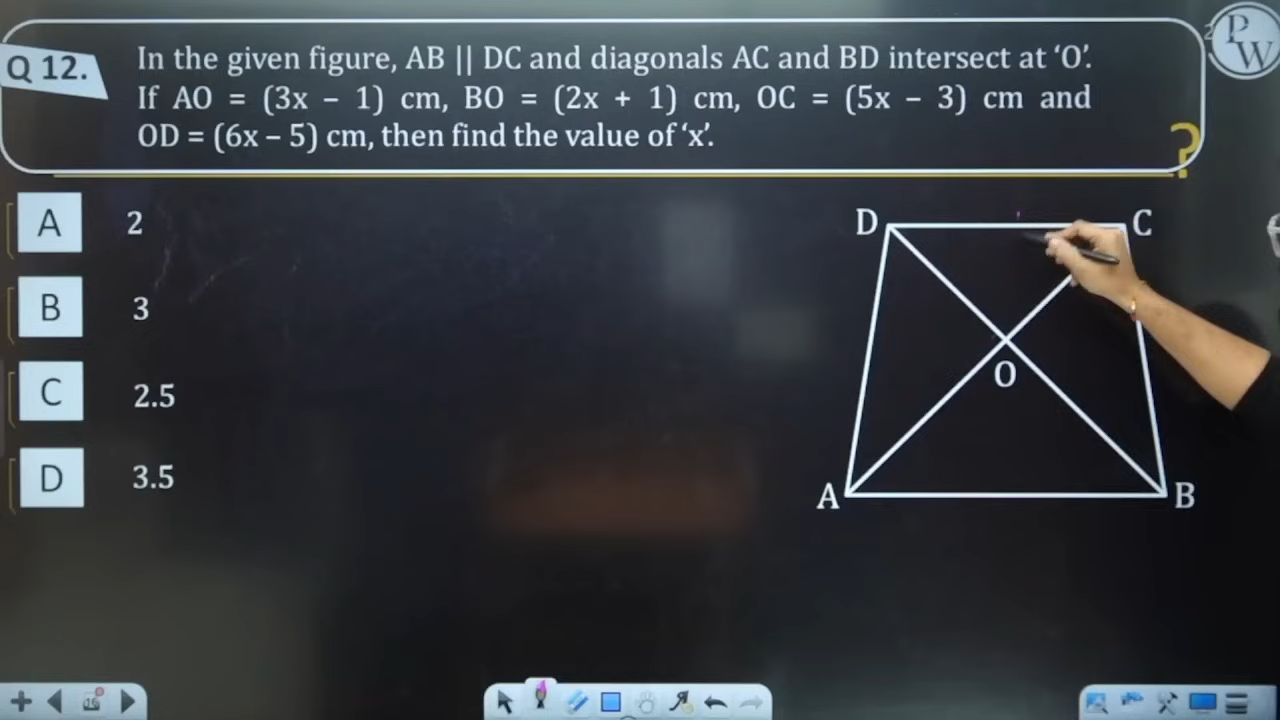 Q 12.
In the given figure, AB || DC and diagonals AC and BD intersect at ‘O’.
If AO = (3x – 1) cm, BO = (2x + 1) cm, OC = (5x – 3) cm and
OD = (6x – 5) cm, then find the value of ‘x’.
PW
?
A 2
B 3
C 2.5
D 3.5
D C
O
A B
16